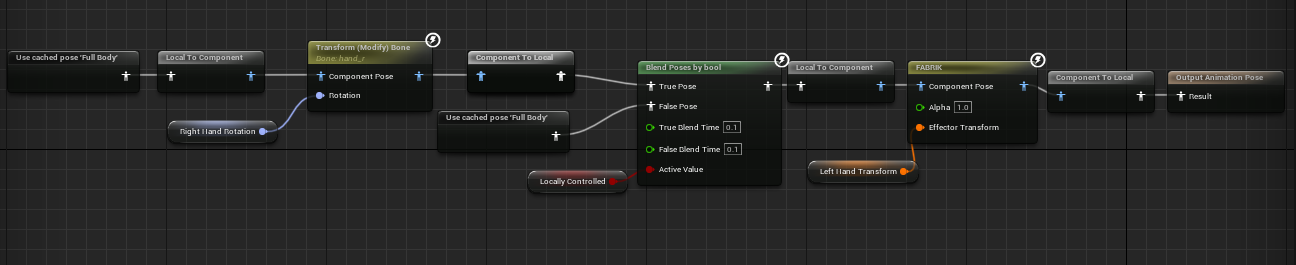 Use cached pose 'Full Body'
Local To Component
Transform (Modify) Bone
Bone: hand_r
Component Pose
Rotation
Right Hand Rotation
Component To Local
Use cached pose 'Full Body'
Locally Controlled
Blend Poses by bool
True Pose
False Pose
True Blend Time 0.1
False Blend Time 0.1
Active Value
Local To Component
FABRIK
Component Pose
Alpha 1.0
Effector Transform
Left Hand Transform
Component To Local
Output Animation Pose
Result